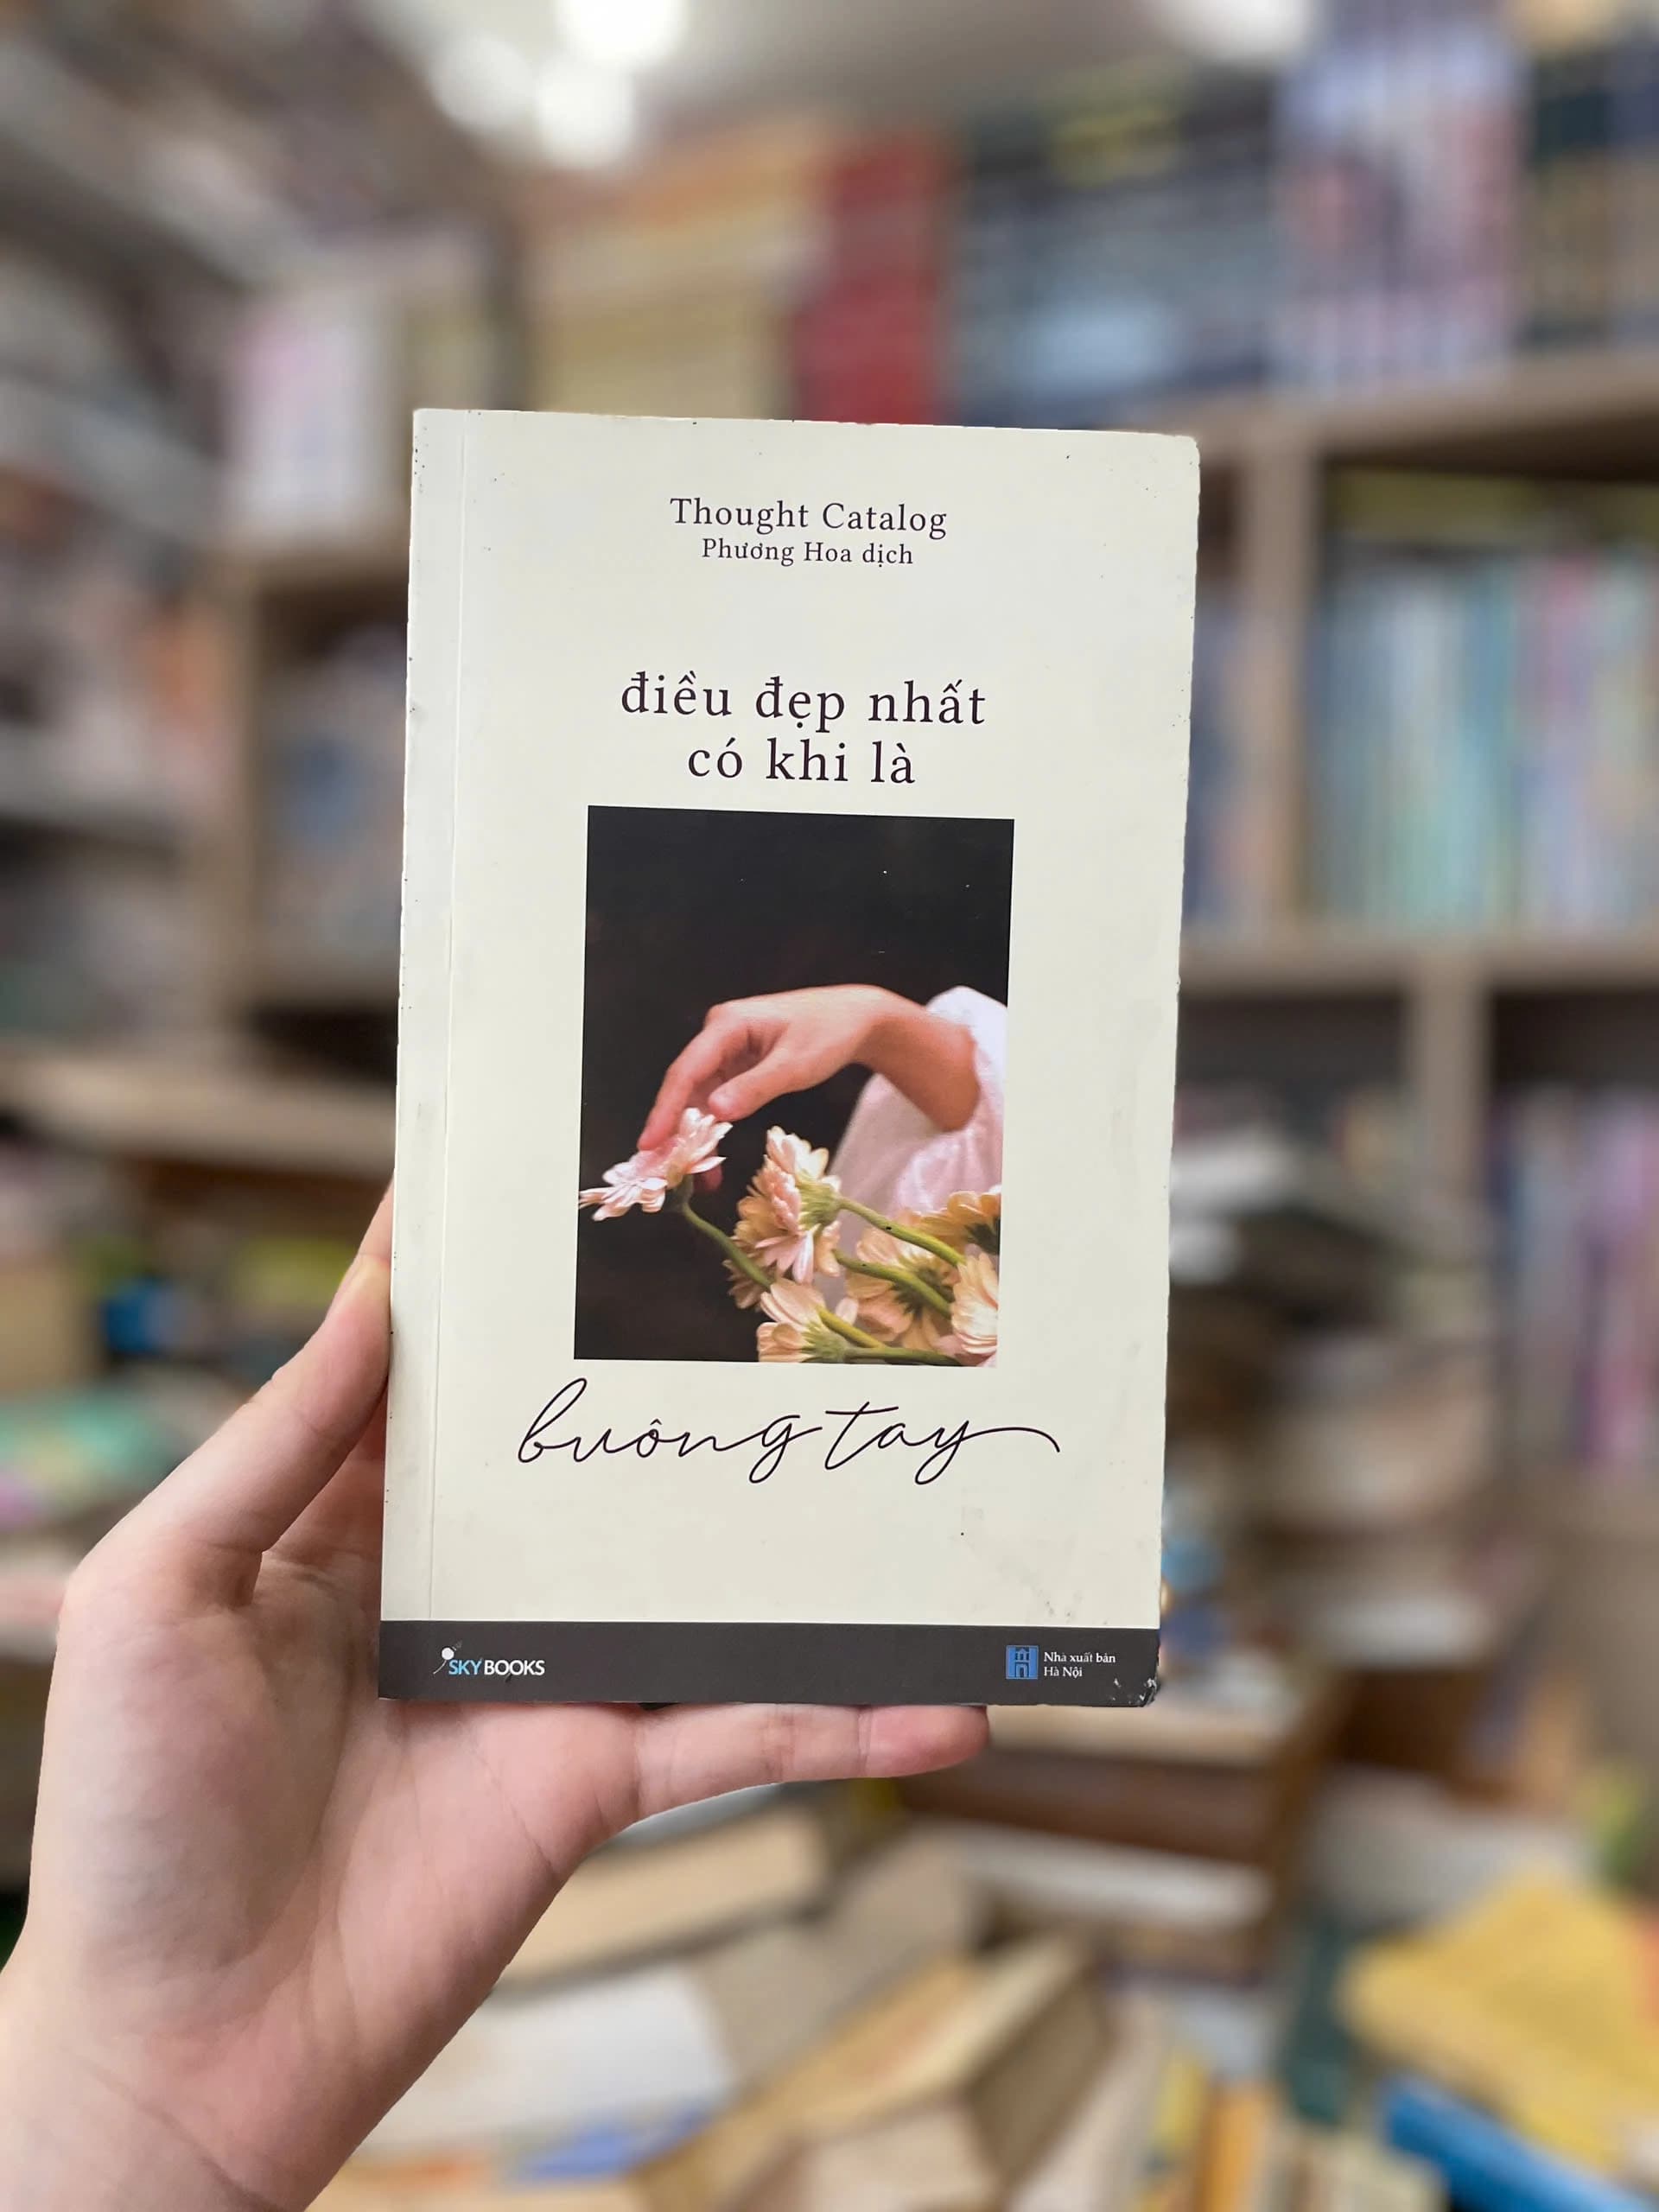 Thought Catalog
Phương Hoa dịch
điều đẹp nhất
có khi là
buông tay
SKYBOOKS
Nhà xuất bản
Hà Nội